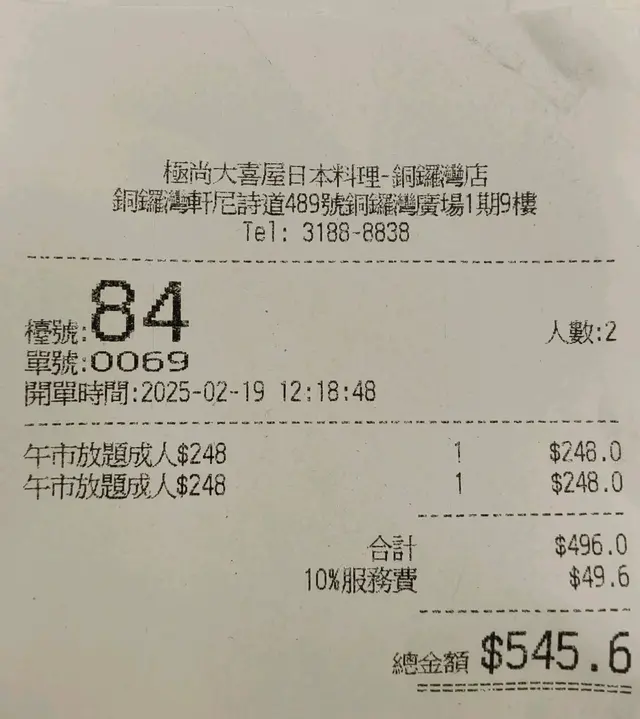 極尚大喜屋日本料理-銅鑼灣店
銅鑼灣軒尼詩道489號銅鑼灣廣場1期9樓
Tel: 3188-8838
檯號:84 人數:2
單號:0069
開單時間:2025-02-19 12:18:48
午市放題成人$248 1 $248.0
午市放題成人$248 1 $248.0
合計 $496.0
10%服務費 $49.6
總金額 $545.6